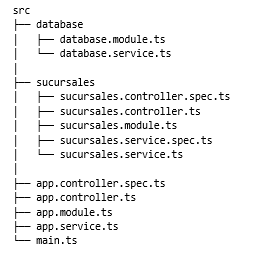 src
├── database
│   ├── database.module.ts
│   └── database.service.ts
│
├── sucursales
│   ├── sucursales.controller.spec.ts
│   ├── sucursales.controller.ts
│   ├── sucursales.module.ts
│   ├── sucursales.service.spec.ts
│   └── sucursales.service.ts
│
├── app.controller.spec.ts
├── app.controller.ts
├── app.module.ts
├── app.service.ts
└── main.ts